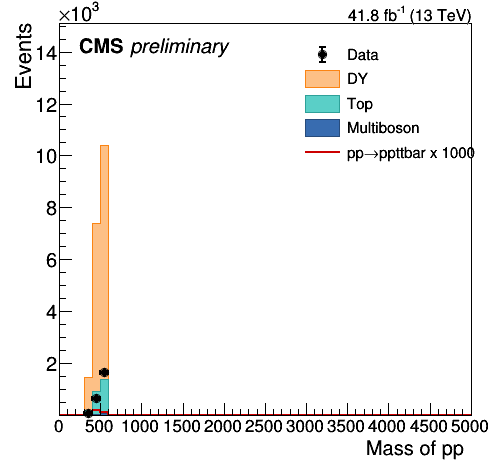 ×10³
41.8 fb⁻¹ (13 TeV)
Events
CMS preliminary
Data
DY
Top
Multiboson
pp→ppttbar x 1000
14
12
10
8
6
4
2
0 500 1000 1500 2000 2500 3000 3500 4000 4500 5000
Mass of pp